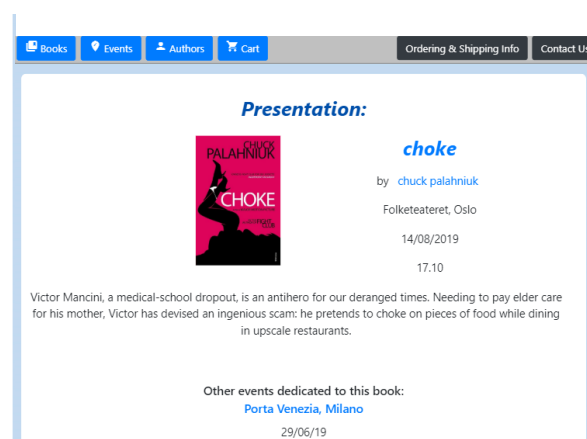 Books
Events
Authors
Cart
Ordering & Shipping Info
Contact Us
Presentation:
CHUCK
PALAHNIUK
CHOKE
FIGHT
CLUB
choke
by chuck palahniuk
Folketeateret, Oslo
14/08/2019
17.10
Victor Mancini, a medical-school dropout, is an antihero for our deranged times. Needing to pay elder care
for his mother, Victor has devised an ingenious scam: he pretends to choke on pieces of food while dining
in upscale restaurants.
Other events dedicated to this book:
Porta Venezia, Milano
29/06/19